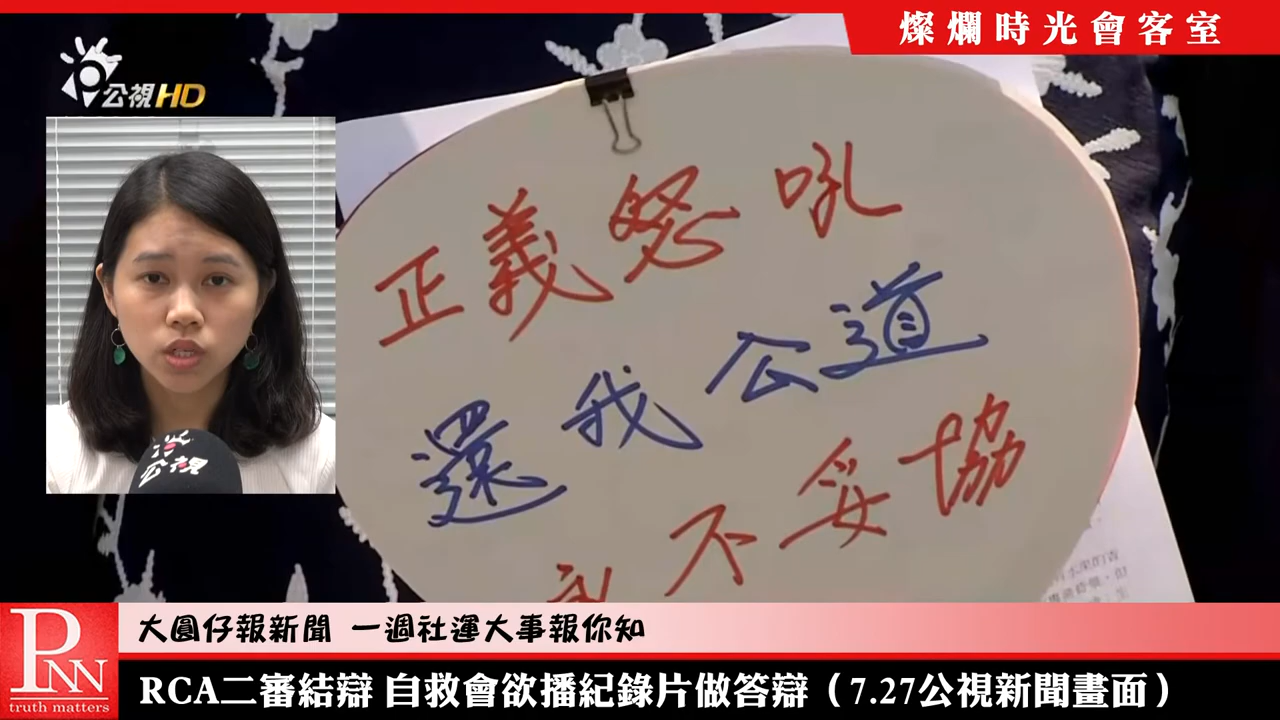 燦爛時光會客室
公視HD
正義怒吼
還我公道
永不妥協
公視
大圓仔報新聞 一週社運大事報你知
PNN
truth matters
RCA二審結辯 自救會欲播紀錄片做答辯（7.27公視新聞畫面）